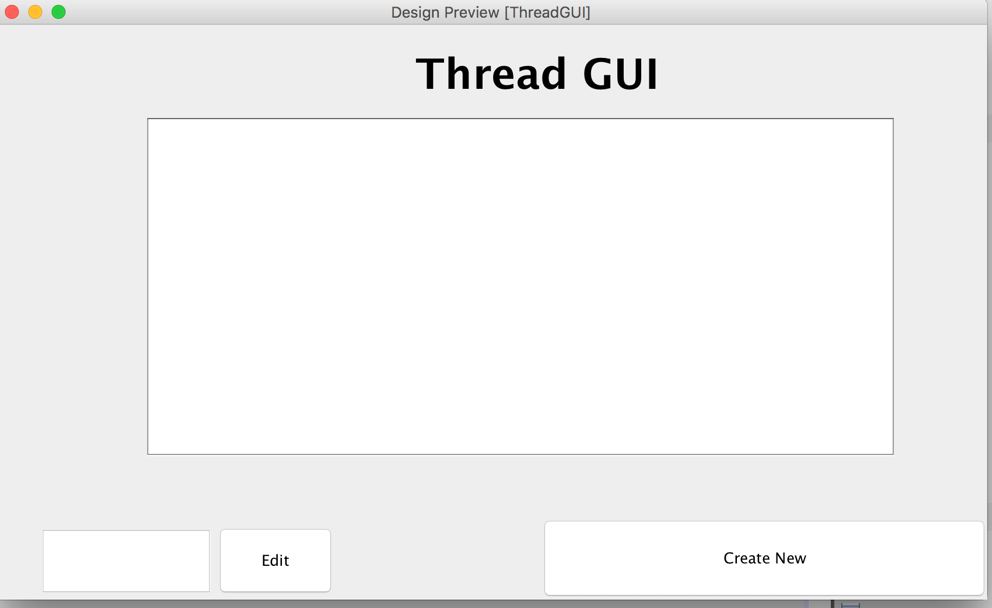 Design Preview [ThreadGUI]
Thread GUI
Edit
Create New